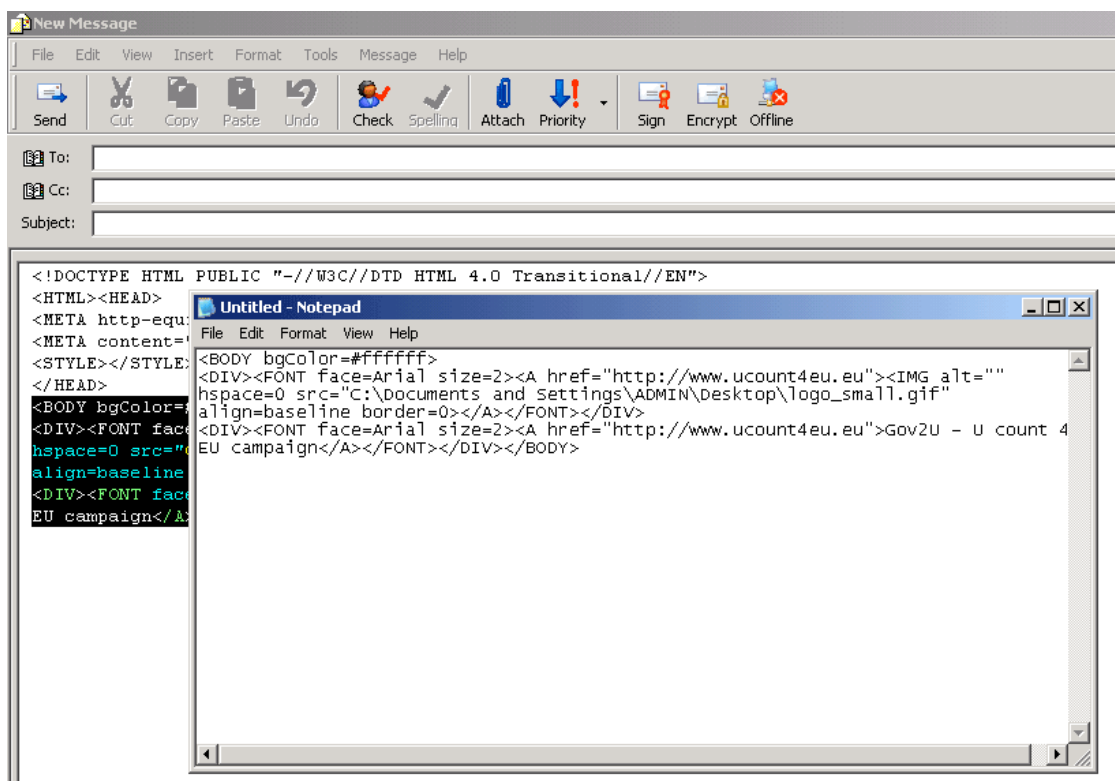 New Message
File Edit View Insert Format Tools Message Help
Send Cut Copy Paste Undo Check Spelling Attach Priority Sign Encrypt Offline
To:
Cc:
Subject:
<!DOCTYPE HTML PUBLIC "-//W3C//DTD HTML 4.0 Transitional//EN">
<HTML><HEAD>
<META http-equi
<META content="
<STYLE></STYLE>
</HEAD>
<BODY bgColor=#
<DIV><FONT face
hspace=0 src="
align=baseline
<DIV><FONT face
EU campaign</A>
Untitled - Notepad
File Edit Format View Help
<BODY bgColor=#ffffff>
<DIV><FONT face=Arial size=2><A href="http://www.ucount4eu.eu"><IMG alt=""
hspace=0 src="C:\Documents and Settings\ADMIN\Desktop\logo_small.gif"
align=baseline border=0></A></FONT></DIV>
<DIV><FONT face=Arial size=2><A href="http://www.ucount4eu.eu">Gov2U - U count 4
EU campaign</A></FONT></DIV></BODY>